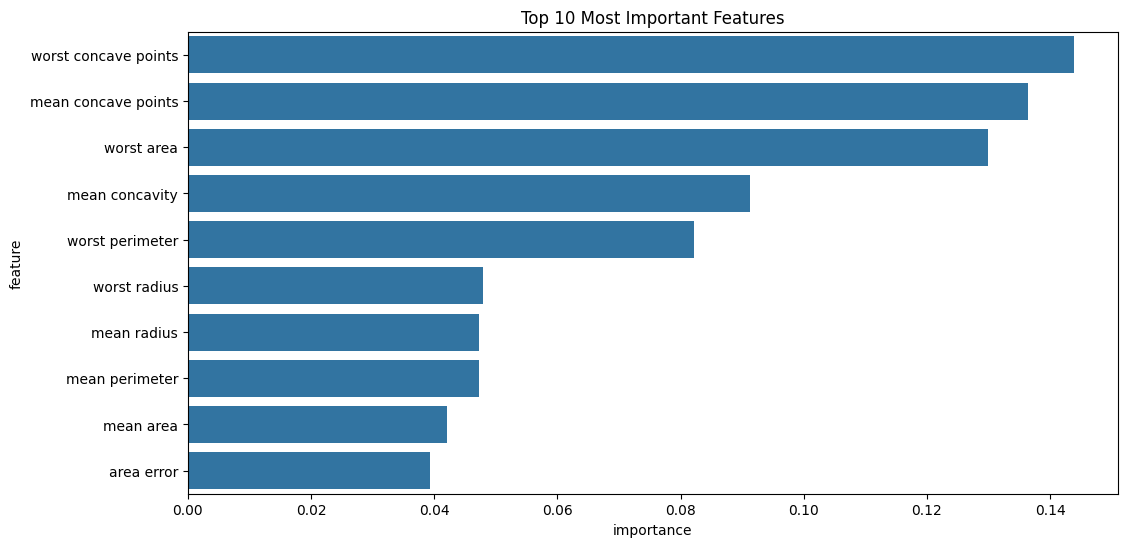 Top 10 Most Important Features
worst concave points
mean concave points
worst area
mean concavity
worst perimeter
worst radius
mean radius
mean perimeter
mean area
area error
feature
0.00 0.02 0.04 0.06 0.08 0.10 0.12 0.14
importance